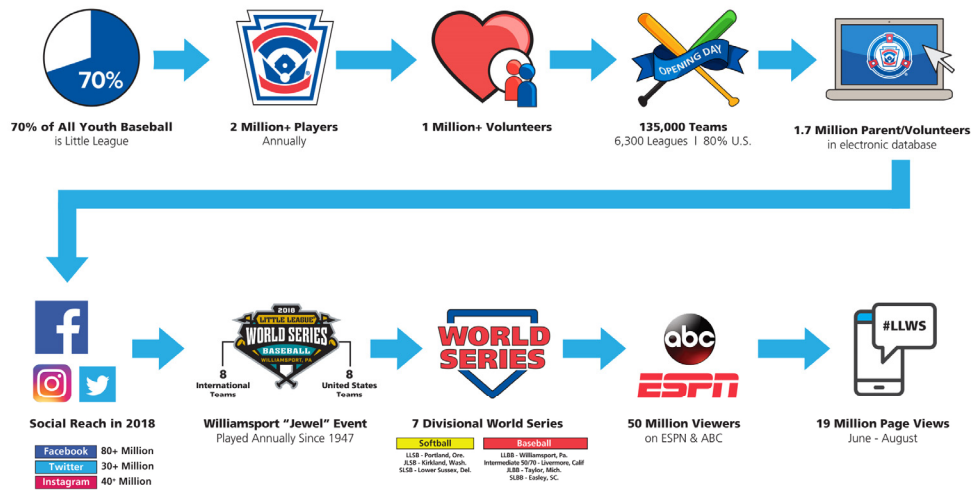 70%
70% of All Youth Baseball
is Little League
2 Million+ Players
Annually
1 Million+ Volunteers
OPENING DAY
135,000 Teams
6,300 Leagues | 80% U.S.
1.7 Million Parent/Volunteers
in electronic database
f
Social Reach in 2018
Facebook 80+ Million
Twitter 30+ Million
Instagram 40+ Million
2018
LITTLE LEAGUE
WORLD SERIES
BASEBALL
WILLIAMSPORT, PA
8
International
Teams
8
United States
Teams
Williamsport “Jewel” Event
Played Annually Since 1947
WORLD
SERIES
7 Divisional World Series
Softball
LLSB - Portland, Ore.
JLSB - Kirkland, Wash.
SLSB - Lower Sussex, Del.
Baseball
LLBB - Williamsport, Pa.
Intermediate 50/70 - Livermore, Calif
JLBB - Taylor, Mich.
SLBB - Easley, SC.
abc
ESPN
50 Million Viewers
on ESPN & ABC
#LLWS
19 Million Page Views
June - August